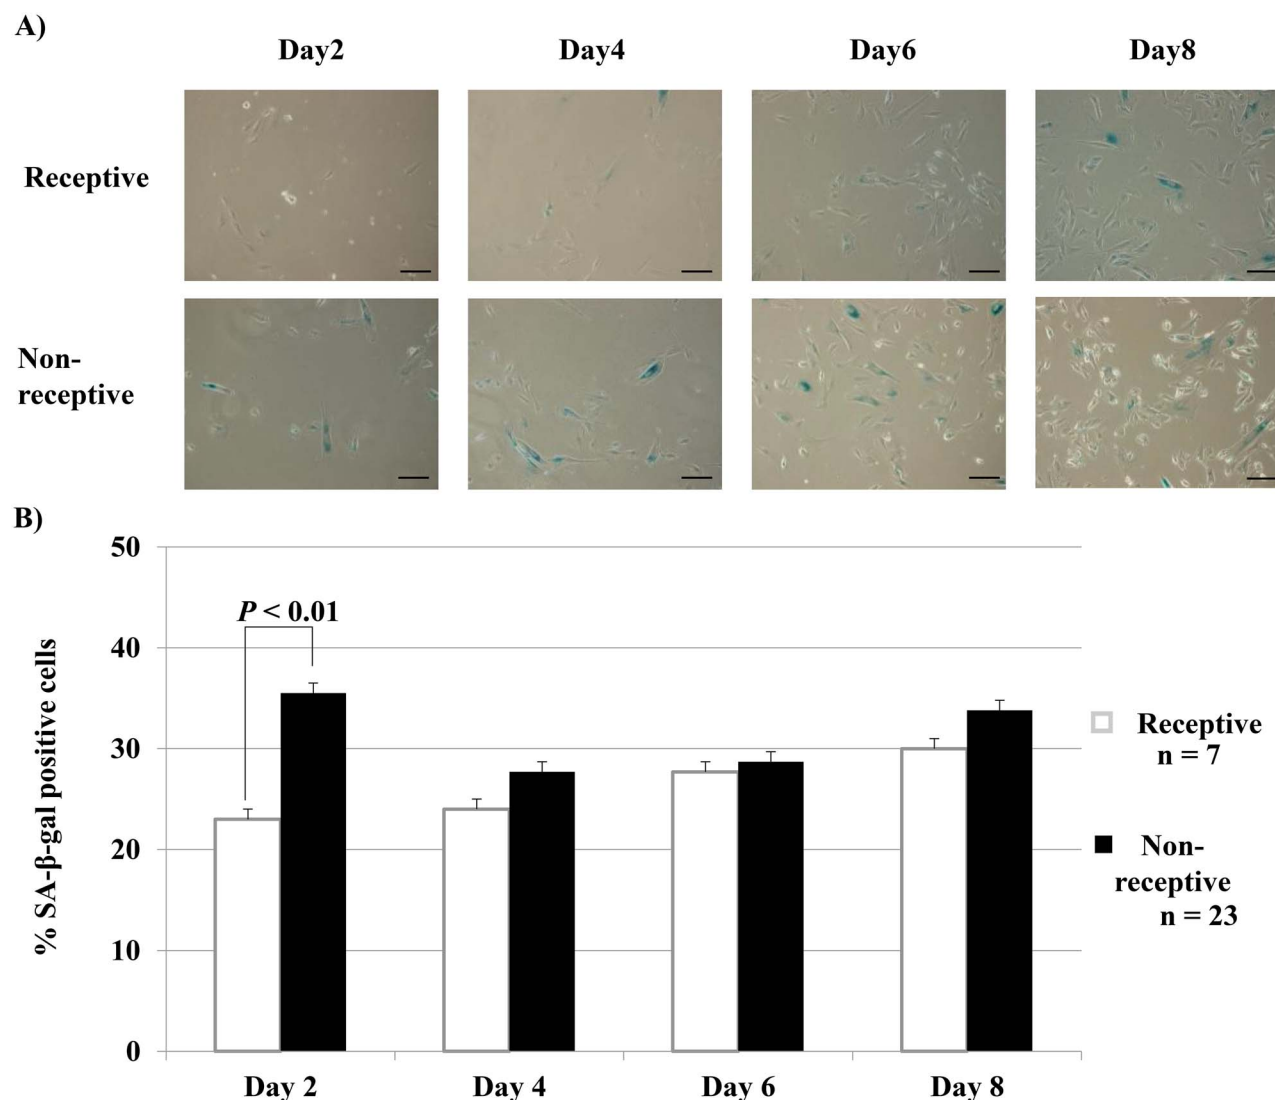 A)
Day2 Day4 Day6 Day8
Receptive
Non-
receptive
B)
% SA-β-gal positive cells
50
40
30
20
10
0
P < 0.01
Day 2 Day 4 Day 6 Day 8
Receptive
n = 7
Non-
receptive
n = 23